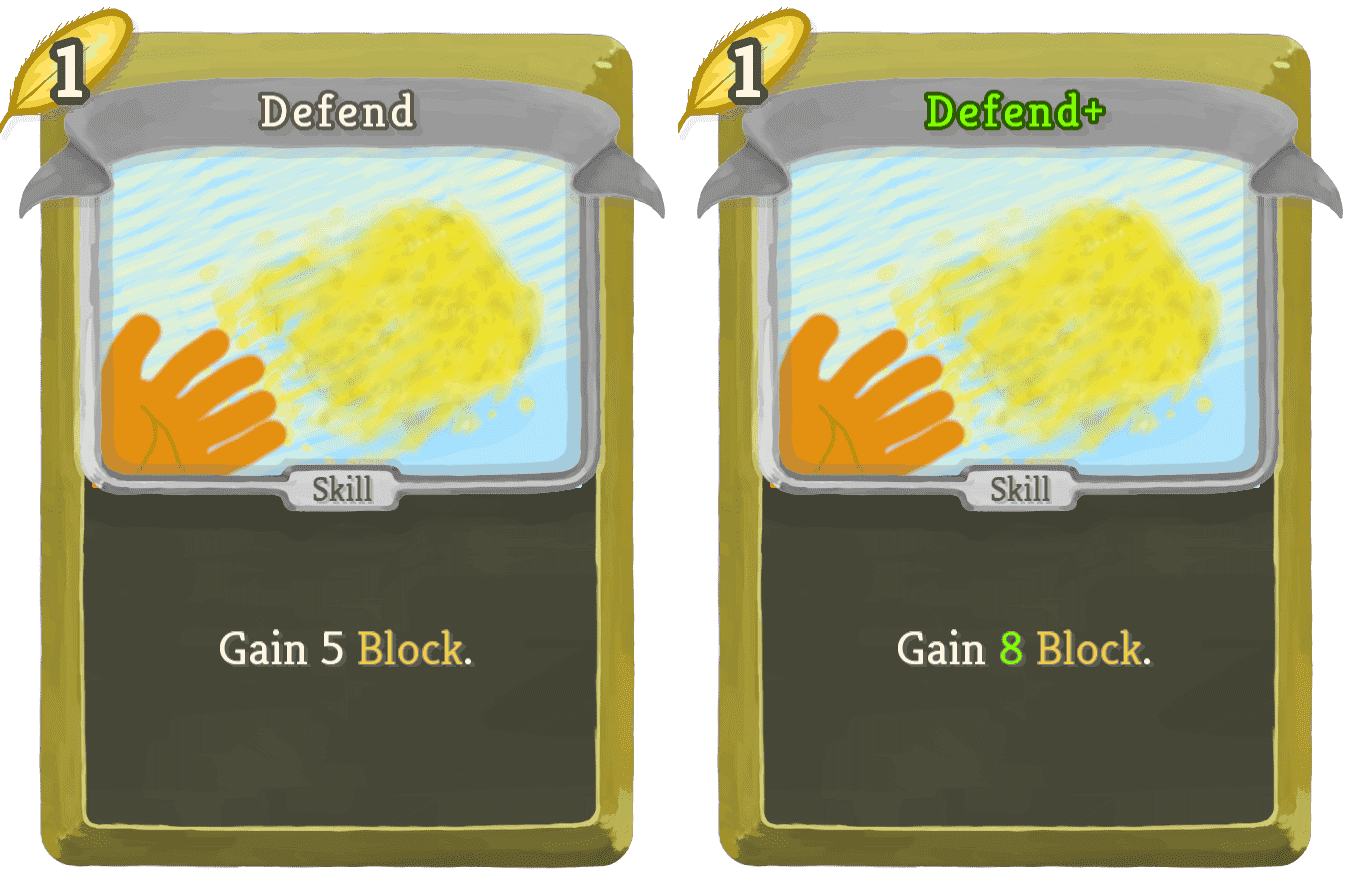 1
Defend
Skill
Gain 5 Block.
1
Defend+
Skill
Gain 8 Block.